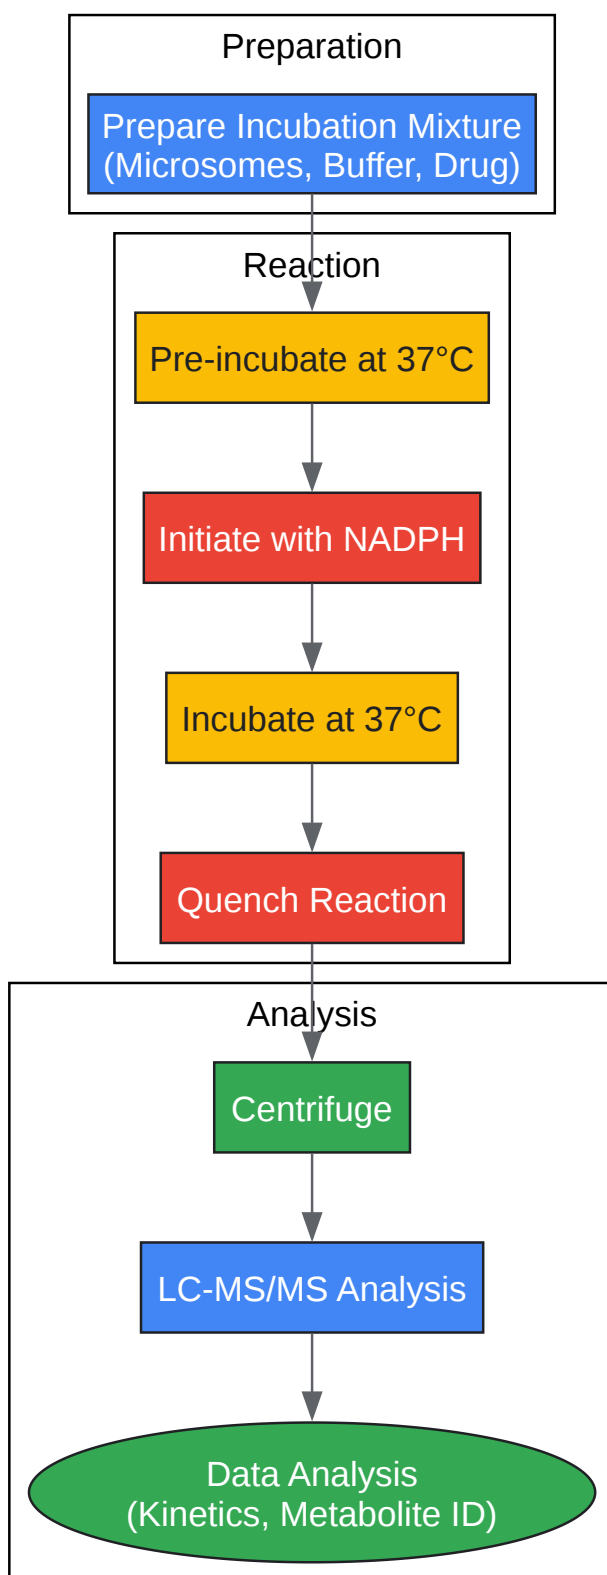 Preparation
Prepare Incubation Mixture
(Microsomes, Buffer, Drug)
Reaction
Pre-incubate at 37°C
Initiate with NADPH
Incubate at 37°C
Quench Reaction
Analysis
Centrifuge
LC-MS/MS Analysis
Data Analysis
(Kinetics, Metabolite ID)